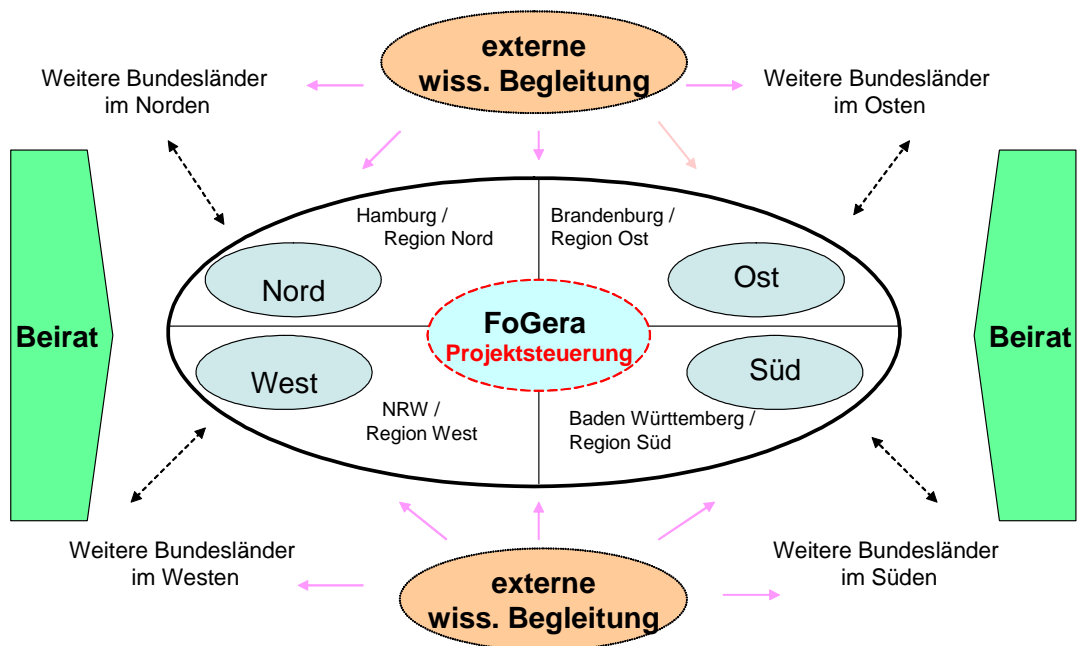 externe
wiss. Begleitung
Weitere Bundesländer
im Norden
Weitere Bundesländer
im Osten
Hamburg /
Region Nord
Brandenburg /
Region Ost
Nord
Ost
Beirat
FoGera
Projektsteuerung
Beirat
West
Süd
NRW /
Region West
Baden Württemberg /
Region Süd
Weitere Bundesländer
im Westen
Weitere Bundesländer
im Süden
externe
wiss. Begleitung